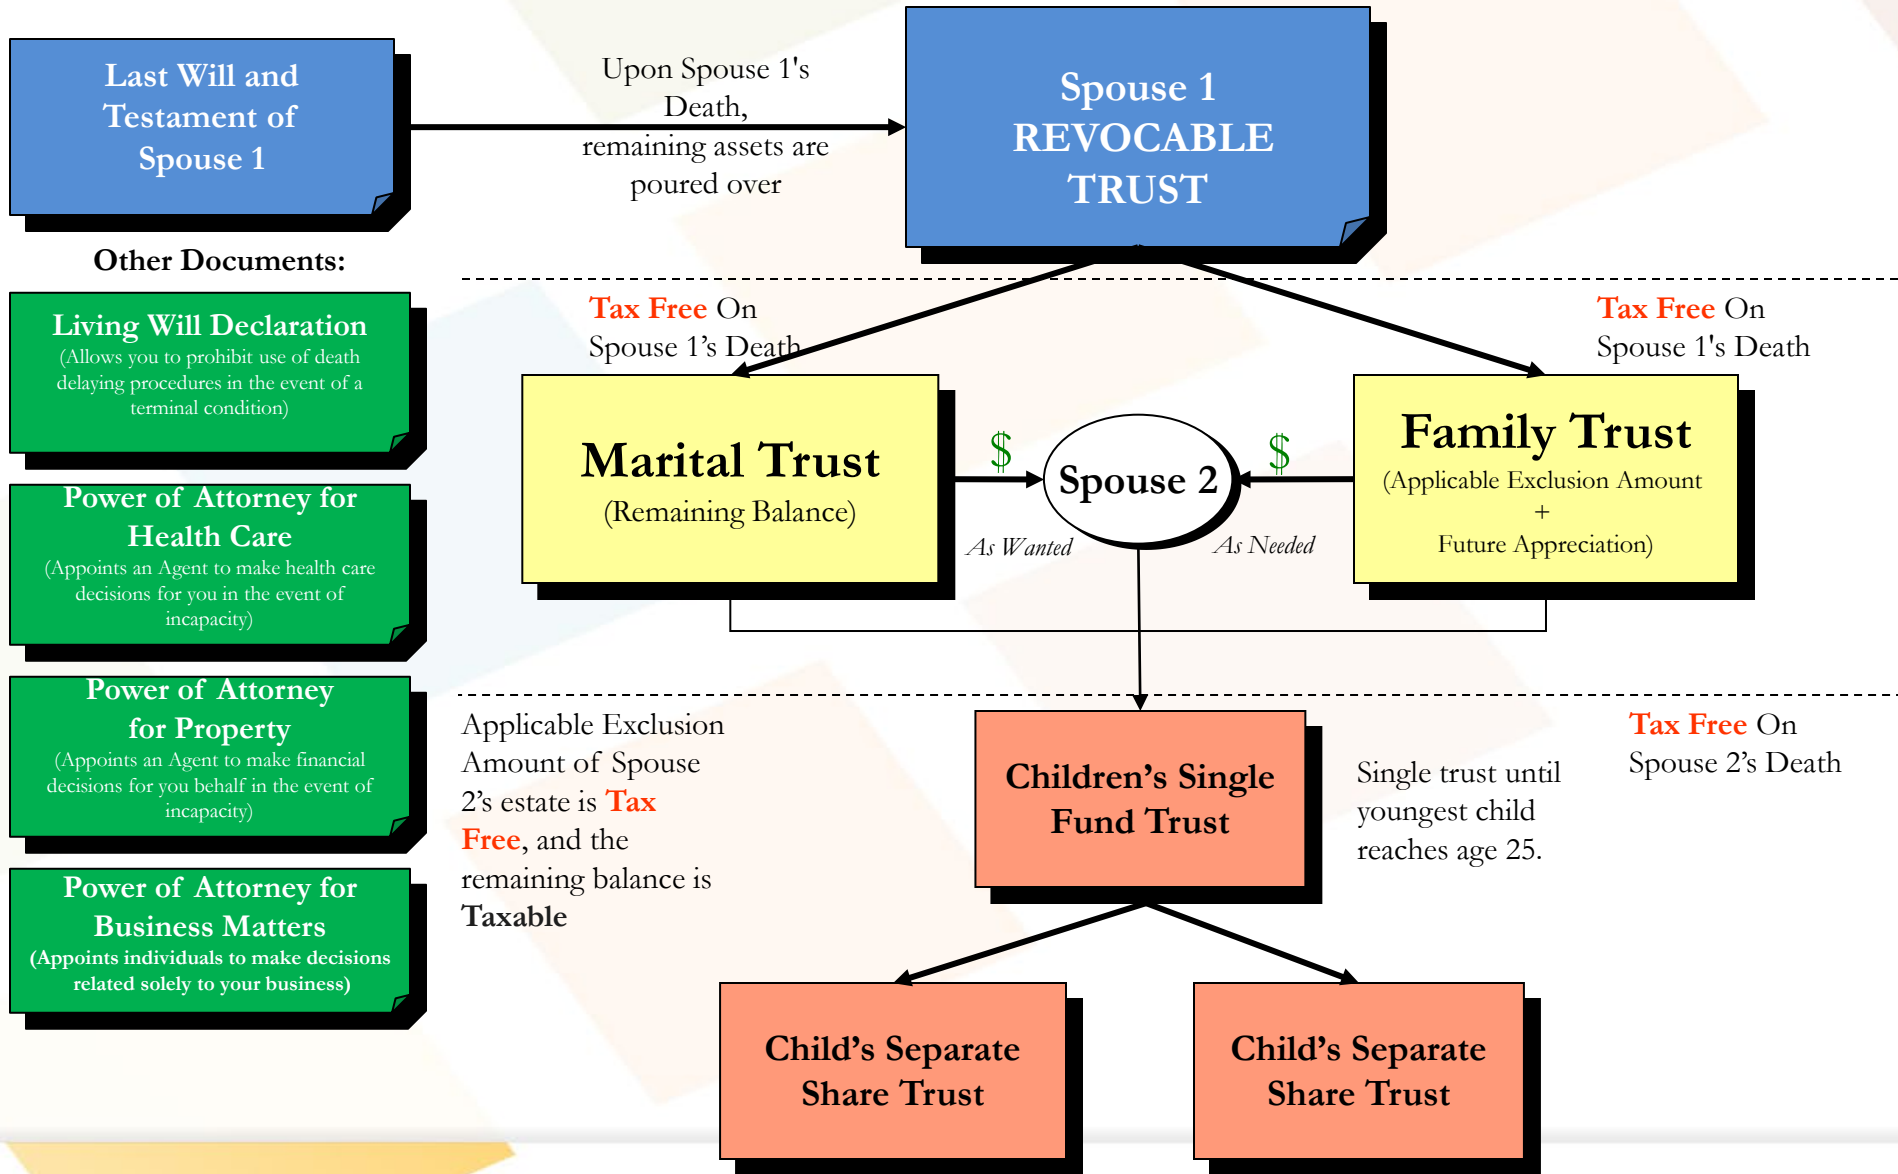 Last Will and
Testament of
Spouse 1
Upon Spouse 1's
Death,
remaining assets are
poured over
Spouse 1
REVOCABLE
TRUST
Other Documents:
Living Will Declaration
(Allows you to prohibit use of death
delaying procedures in the event of a
terminal condition)
Power of Attorney for
Health Care
(Appoints an Agent to make health care
decisions for you in the event of
incapacity)
Power of Attorney
for Property
(Appoints an Agent to make financial
decisions for you behalf in the event of
incapacity)
Power of Attorney for
Business Matters
(Appoints individuals to make decisions
related solely to your business)
Tax Free On
Spouse 1’s Death
Tax Free On
Spouse 1's Death
Marital Trust
(Remaining Balance)
$
As Wanted
Spouse 2
$
As Needed
Family Trust
(Applicable Exclusion Amount
+
Future Appreciation)
Applicable Exclusion
Amount of Spouse
2’s estate is Tax
Free, and the
remaining balance is
Taxable
Children’s Single
Fund Trust
Single trust until
youngest child
reaches age 25.
Tax Free On
Spouse 2’s Death
Child’s Separate
Share Trust
Child’s Separate
Share Trust